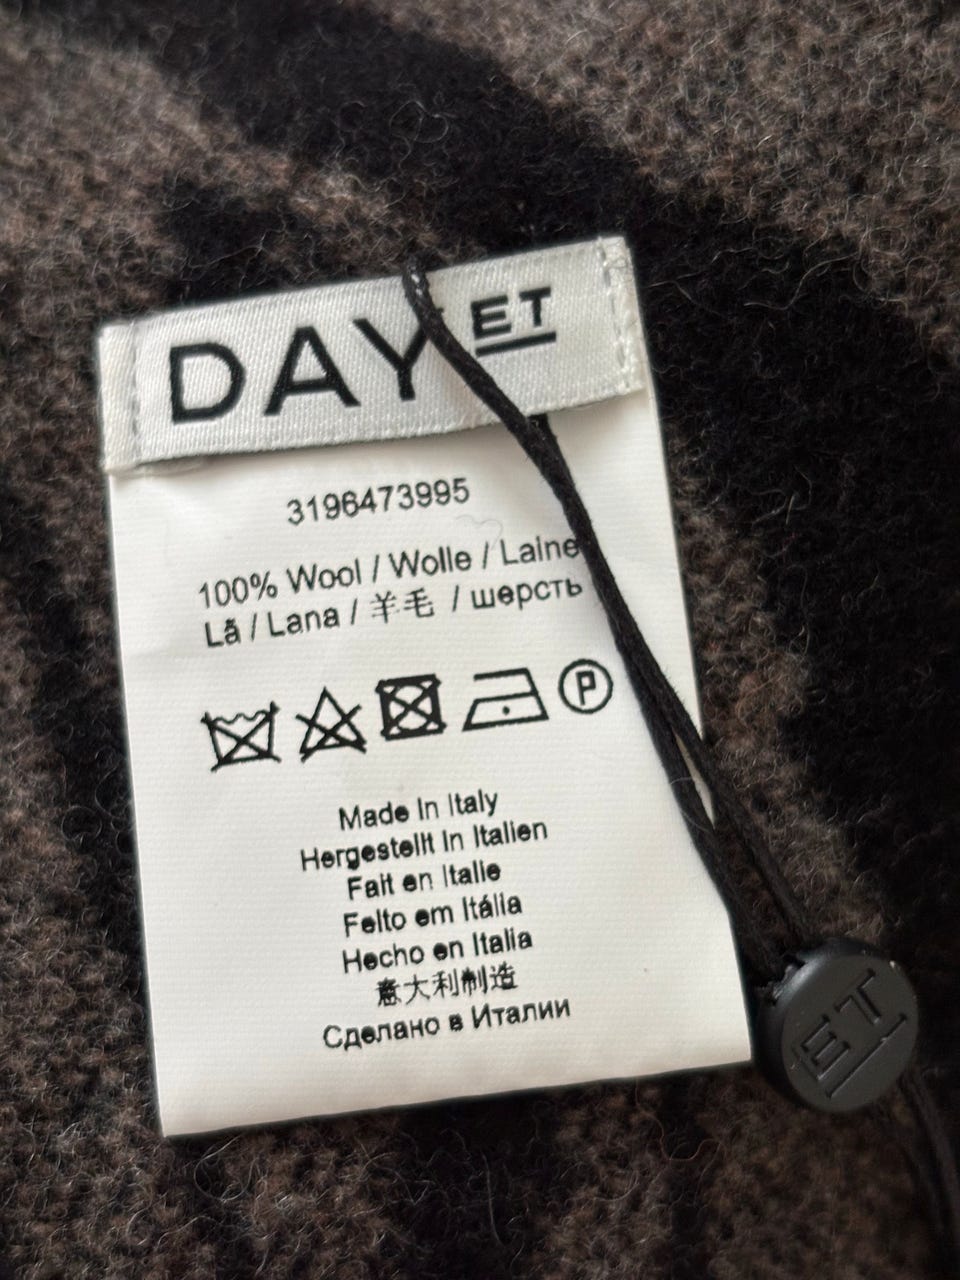 DAY ET
3196473995
100% Wool / Wolle / Laine
Lã / Lana / 羊毛 / шерсть
P
Made in Italy
Hergestellt in Italien
Fait en Italie
Feito em Itália
Hecho en Italia
意大利制造
Сделано в Италии
ET